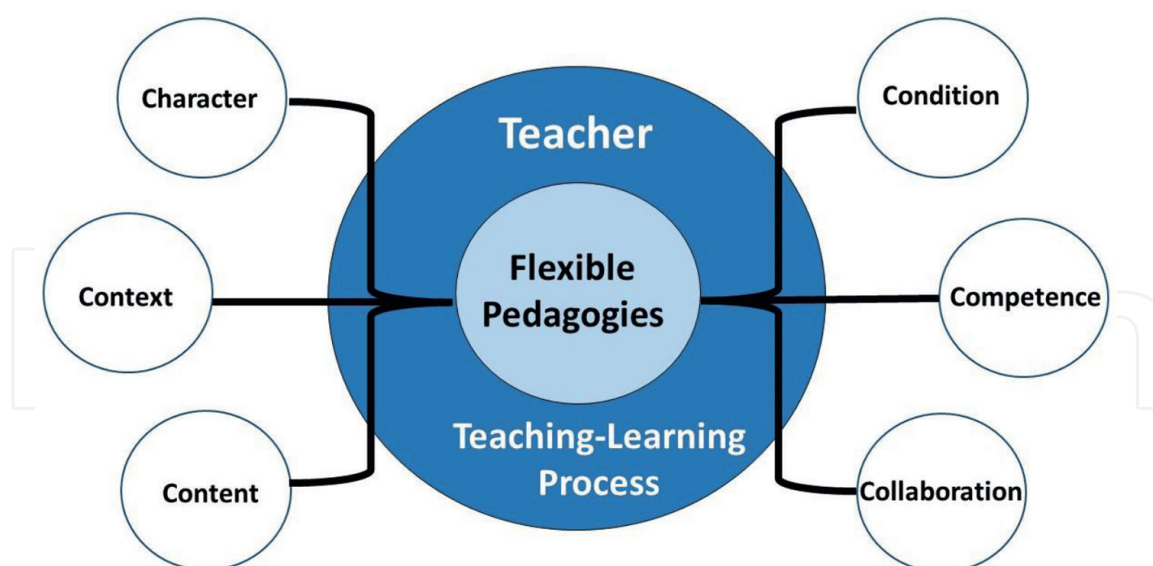 Character
Condition
Teacher
Context
Flexible
Pedagogies
Competence
Teaching-Learning
Process
Content
Collaboration